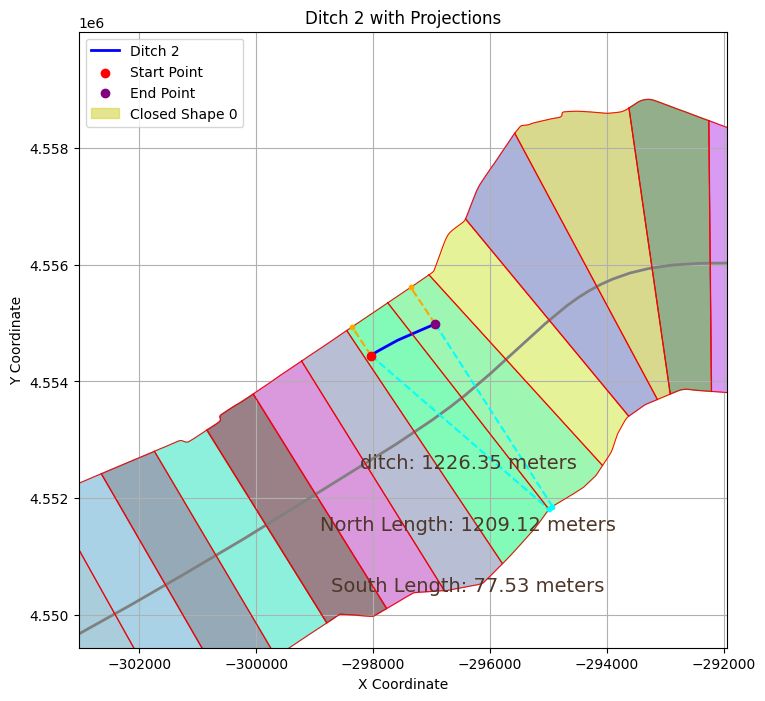 Ditch 2 with Projections
1e6
Ditch 2
Start Point
End Point
Closed Shape 0
4.558
4.556
4.554
4.552
4.550
Y Coordinate
ditch: 1226.35 meters
North Length: 1209.12 meters
South Length: 77.53 meters
−302000 −300000 −298000 −296000 −294000 −292000
X Coordinate